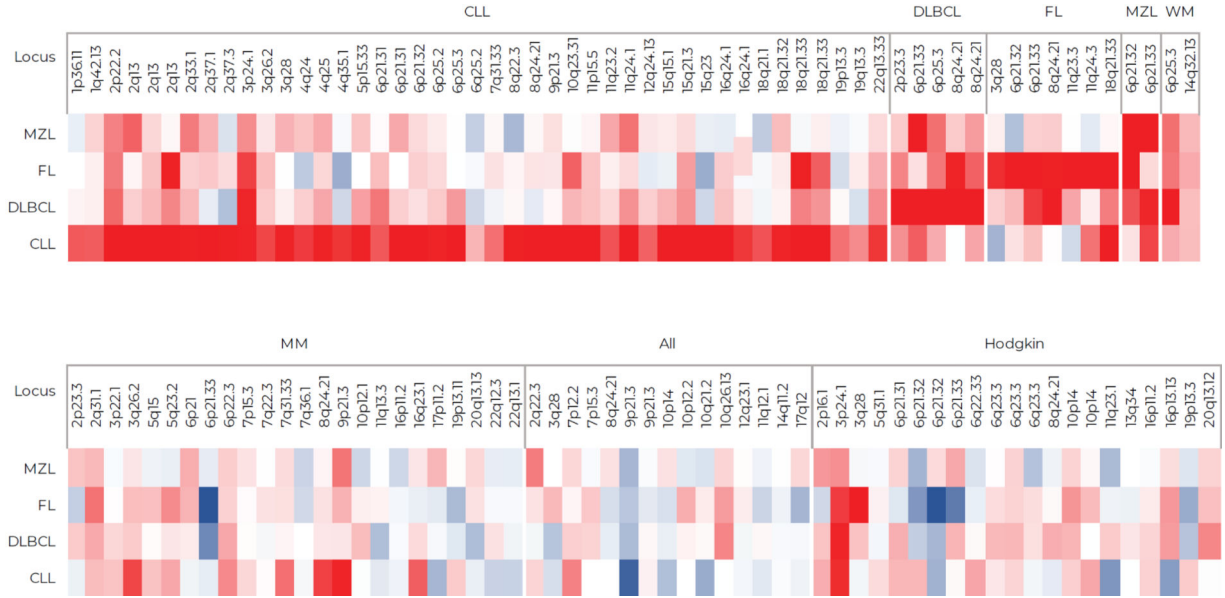 CLL DLBCL FL MZL WM
Locus 1p36.11 1q42.13 2p22.2 2q13 2q13 2q33.1 2q37.1 2q37.3 3p24.1 3q26.2 3q28 4q24 4q25 4q35.1 5p15.33 6p21.31 6p21.31 6p21.32 6p25.2 6p25.3 6q25.2 7q31.33 8q22.3 8q24.21 9p21.3 10q23.31 11p15.5 11q23.2 11q24.1 12q24.13 15q15.1 15q21.3 15q23 16q24.1 16q24.1 18q21.1 18q21.32 18q21.33 18q21.33 19p13.3 19q13.3 22q13.33 2p23.3 6p21.33 6p25.3 8q24.21 8q24.21 3q28 6p21.32 8q24.21 11q23.3 11q24.3 18q21.33 6p21.32 6p21.33 6p25.3 14q32.13
MZL
FL
DLBCL
CLL
MM All Hodgkin
Locus 2p23.3 2q31.1 3p22.1 3q26.2 5q15 5q23.2 6p21 6p21.33 6p22.3 7p15.3 7q22.3 7q31.33 7q36.1 8q24.21 9p21.3 10p12.1 11q13.3 16p11.2 16q23.1 17p11.2 19p13.11 20q13.13 22q12.3 22q13.1 2q22.3 3q28 7p12.2 7p15.3 8q24.21 9p21.3 9p21.3 10p14 10p12.2 10q21.2 10q26.13 12q23.1 11q12.1 14q11.2 17q12 2p16.1 3p24.1 3q28 5q31.1 6p21.31 6p21.32 6p21.32 6p21.33 6p22.33 6q23.3 6q23.3 6q23.3 8q24.21 10p14 10p14 11q23.1 13q34 16p11.2 16p13.13 19p13.3 20q13.12
MZL
FL
DLBCL
CLL